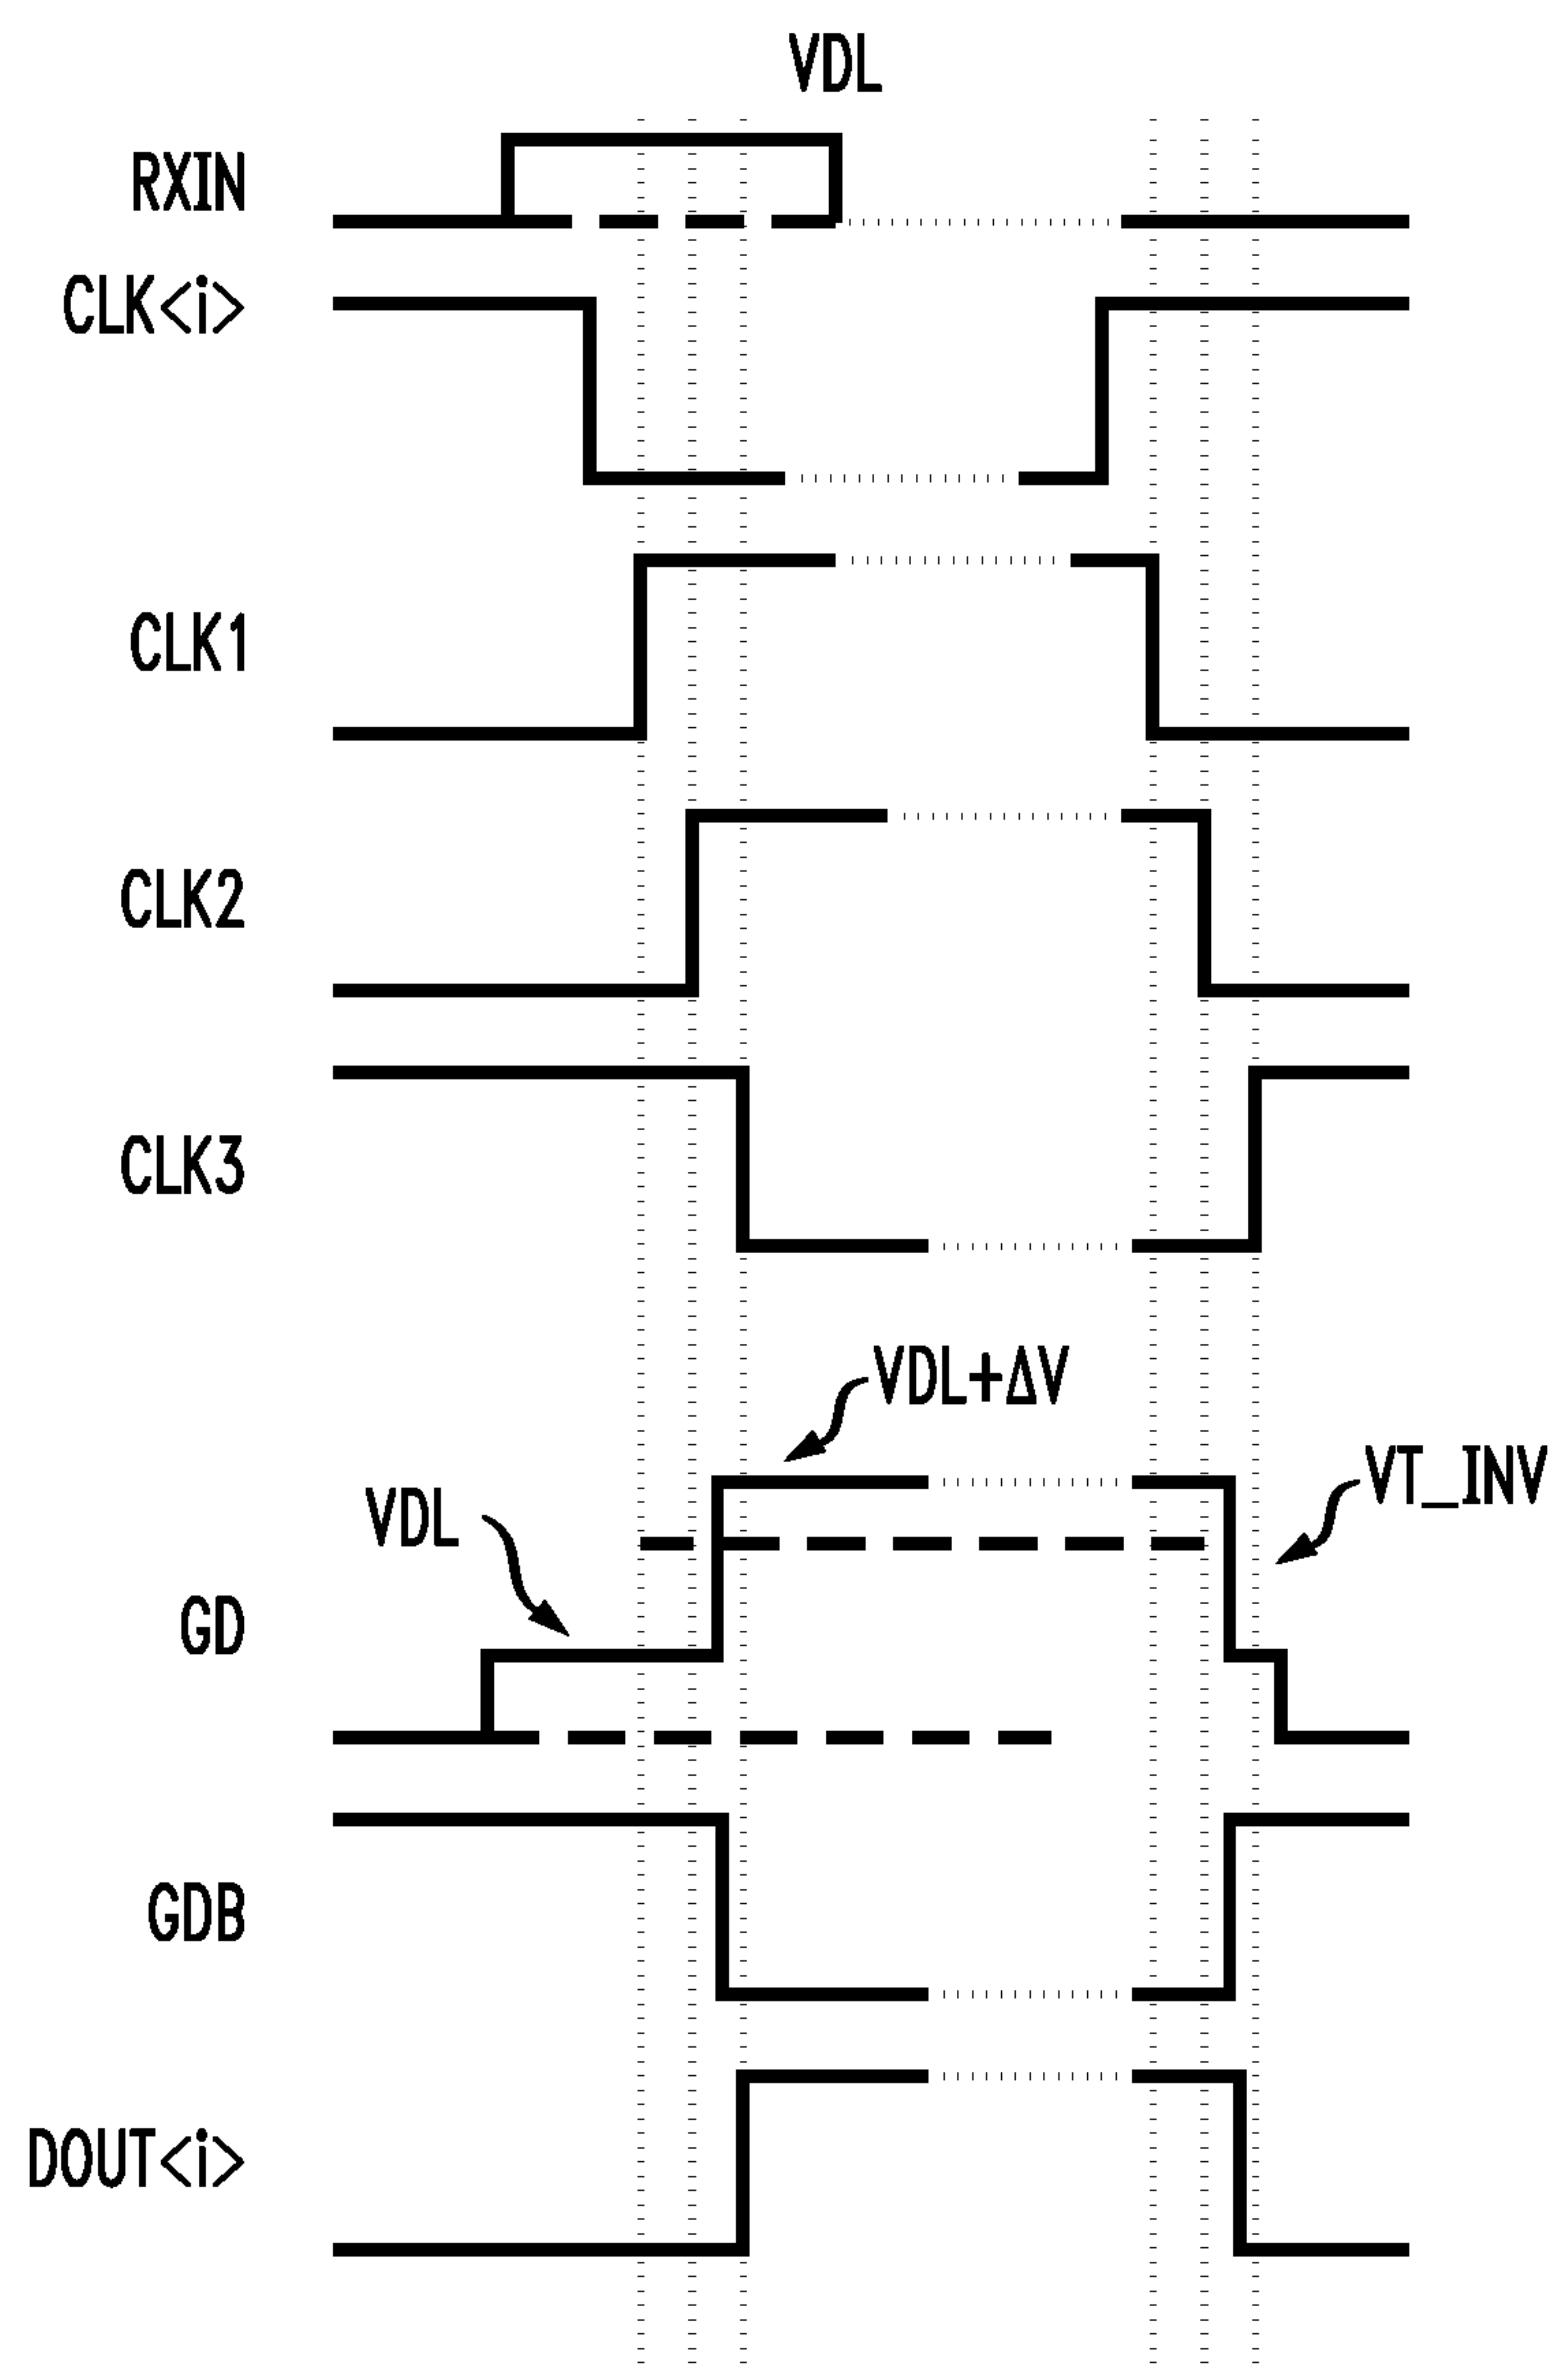 VDL
RXIN
CLK<i>
CLK1
CLK2
CLK3
VDL+ΔV
VT_INV
VDL
GD
GDB
DOUT<i>